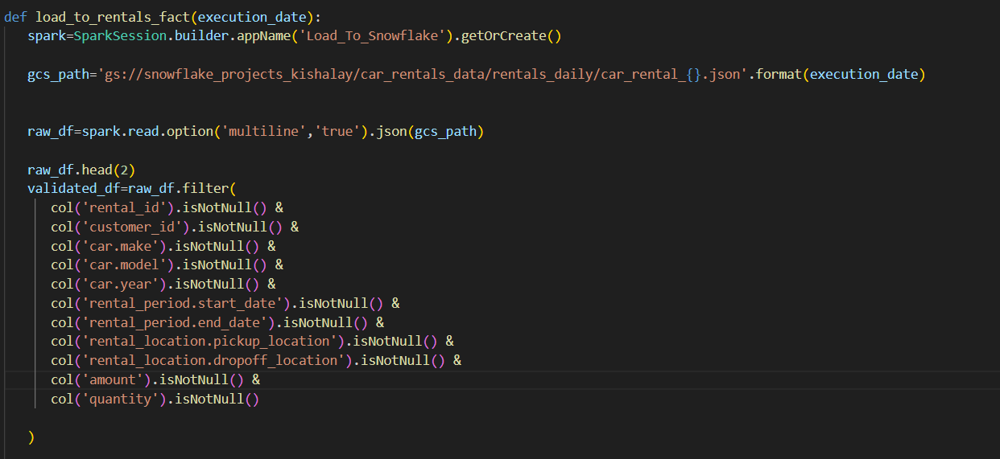 def load_to_rentals_fact(execution_date):
spark=SparkSession.builder.appName('Load_To_Snowflake').getOrCreate()
gcs_path='gs://snowflake_projects_kishalay/car_rentals_data/rentals_daily/car_rental_{}.json'.format(execution_date)
raw_df=spark.read.option('multiline','true').json(gcs_path)
raw_df.head(2)
validated_df=raw_df.filter(
col('rental_id').isNotNull() &
col('customer_id').isNotNull() &
col('car.make').isNotNull() &
col('car.model').isNotNull() &
col('car.year').isNotNull() &
col('rental_period.start_date').isNotNull() &
col('rental_period.end_date').isNotNull() &
col('rental_location.pickup_location').isNotNull() &
col('rental_location.dropoff_location').isNotNull() &
col('amount').isNotNull() &
col('quantity').isNotNull()
)